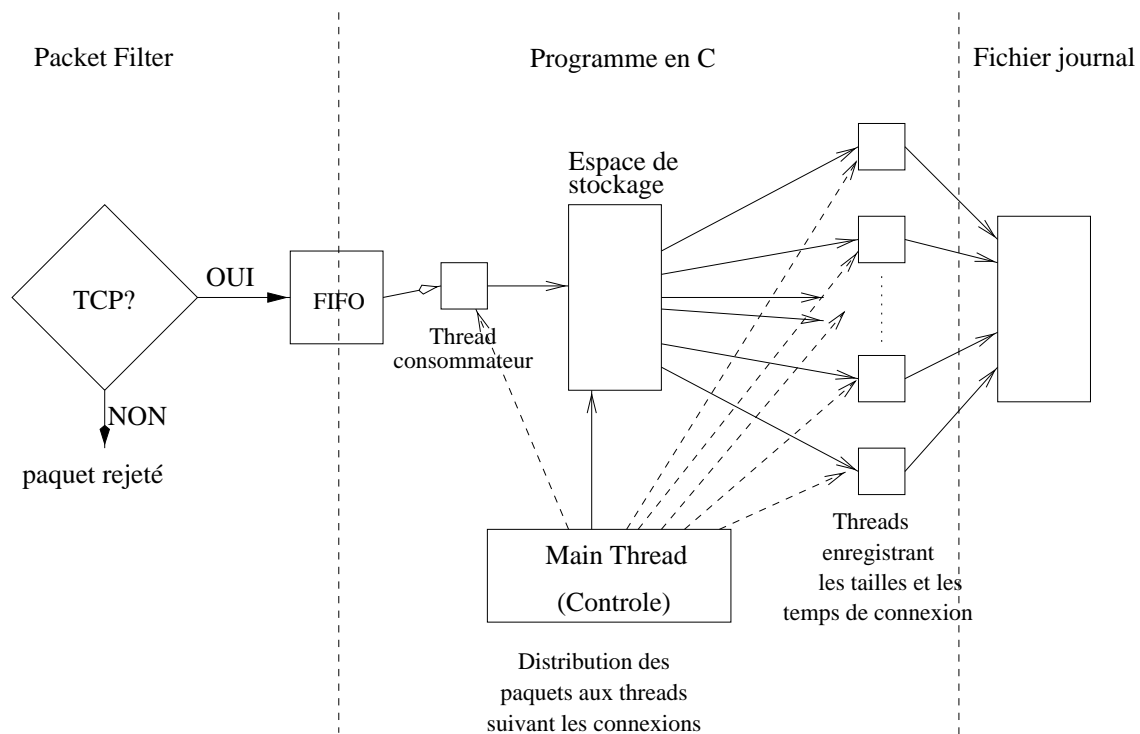 Packet Filter
Programme en C
Fichier journal
Espace de
stockage
TCP?
OUI
FIFO
Thread
consommateur
NON
paquet rejeté
Main Thread
(Controle)
Threads
enregistrant
les tailles et les
temps de connexion
Distribution des
paquets aux threads
suivant les connexions